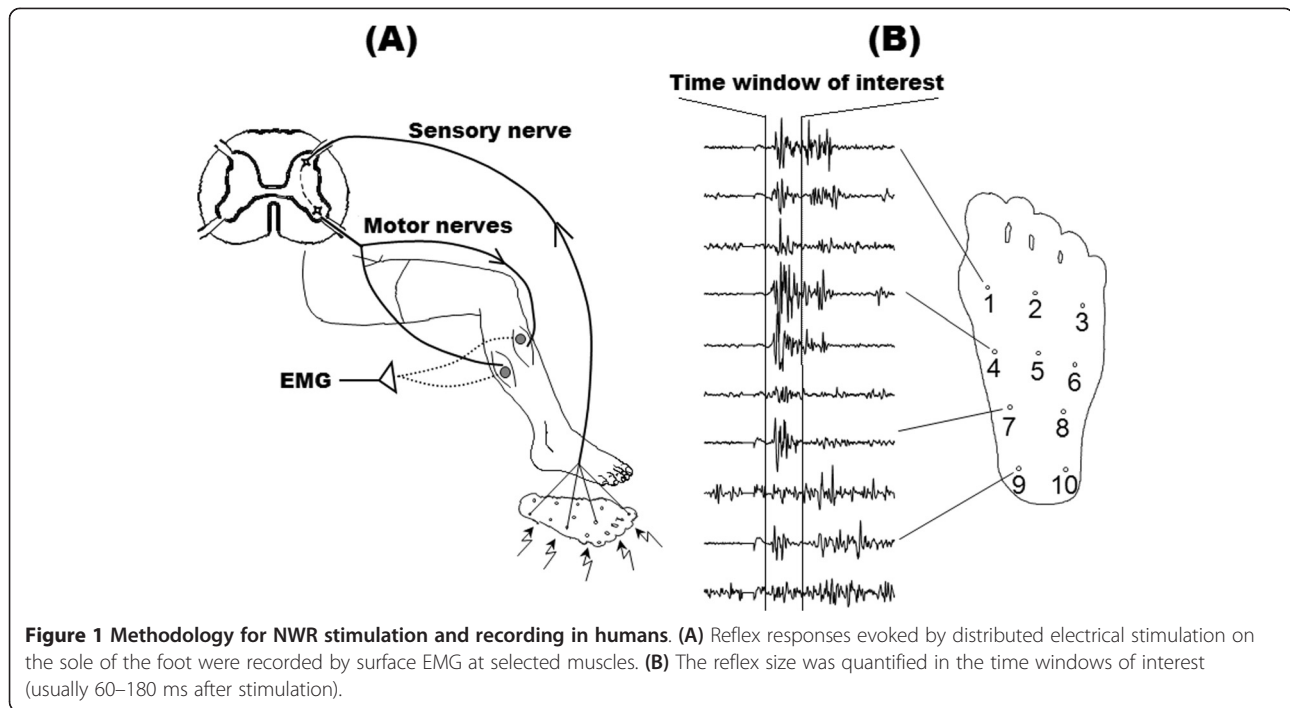 (A)
(B)
Time window of interest
Sensory nerve
Motor nerves
EMG
1 2 3
4 5 6
7 8
9 10
Figure 1 Methodology for NWR stimulation and recording in humans. (A) Reflex responses evoked by distributed electrical stimulation on
the sole of the foot were recorded by surface EMG at selected muscles. (B) The reflex size was quantified in the time windows of interest
(usually 60–180 ms after stimulation).